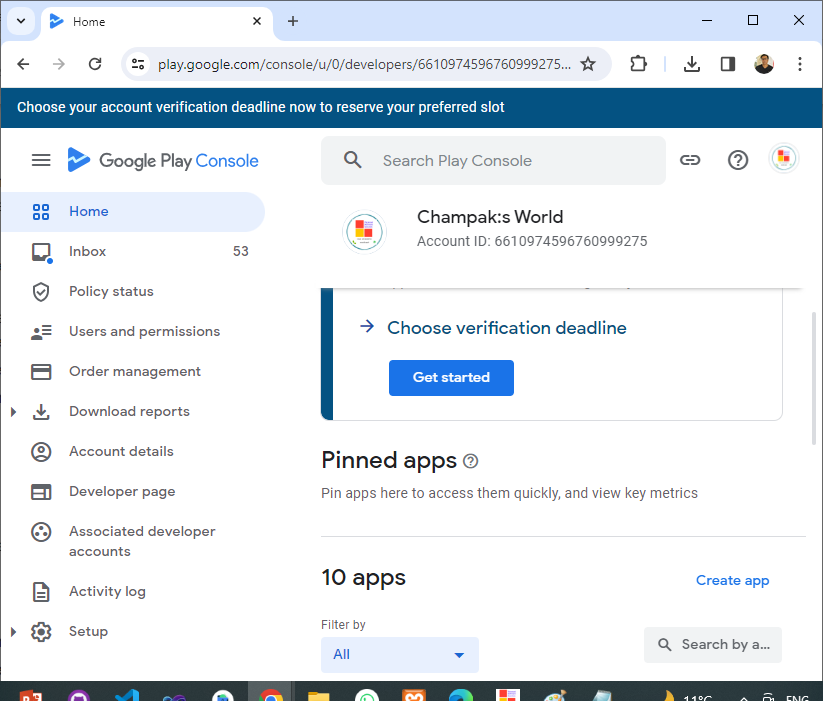 Home
play.google.com/console/u/0/developers/6610974596760999275...
Choose your account verification deadline now to reserve your preferred slot
Google Play Console
Search Play Console
Home
Inbox 53
Policy status
Users and permissions
Order management
Download reports
Account details
Developer page
Associated developer
accounts
Activity log
Setup
Champak:s World
Account ID: 6610974596760999275
Choose verification deadline
Get started
Pinned apps
Pin apps here to access them quickly, and view key metrics
10 apps
Create app
Filter by
All
Search by a...
11°C
ENG